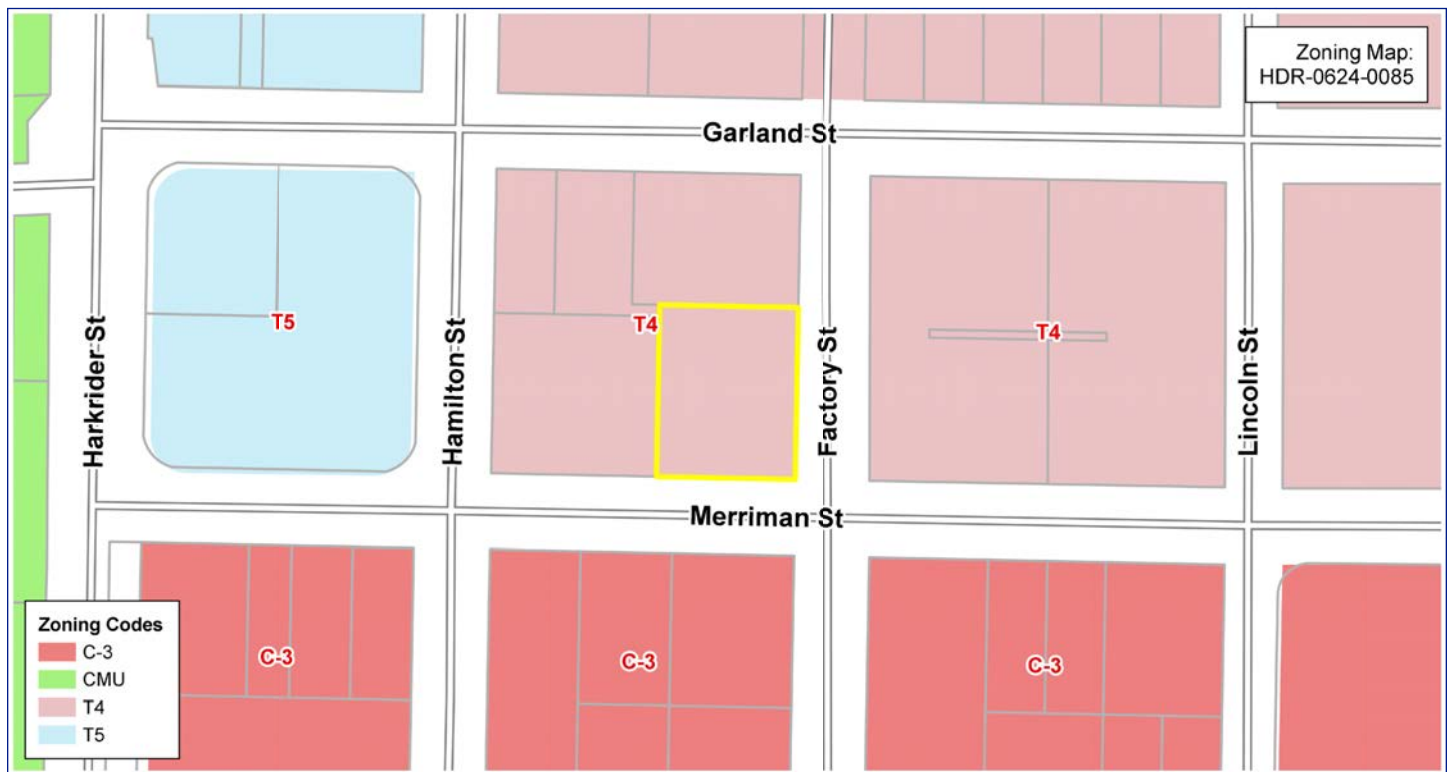 Zoning Map:
HDR-0624-0085
Garland St
Harkrider St
T5
Hamilton St
T4
Factory St
T4
Lincoln St
Merriman St
Zoning Codes
C-3
CMU
T4
T5
C-3
C-3
C-3